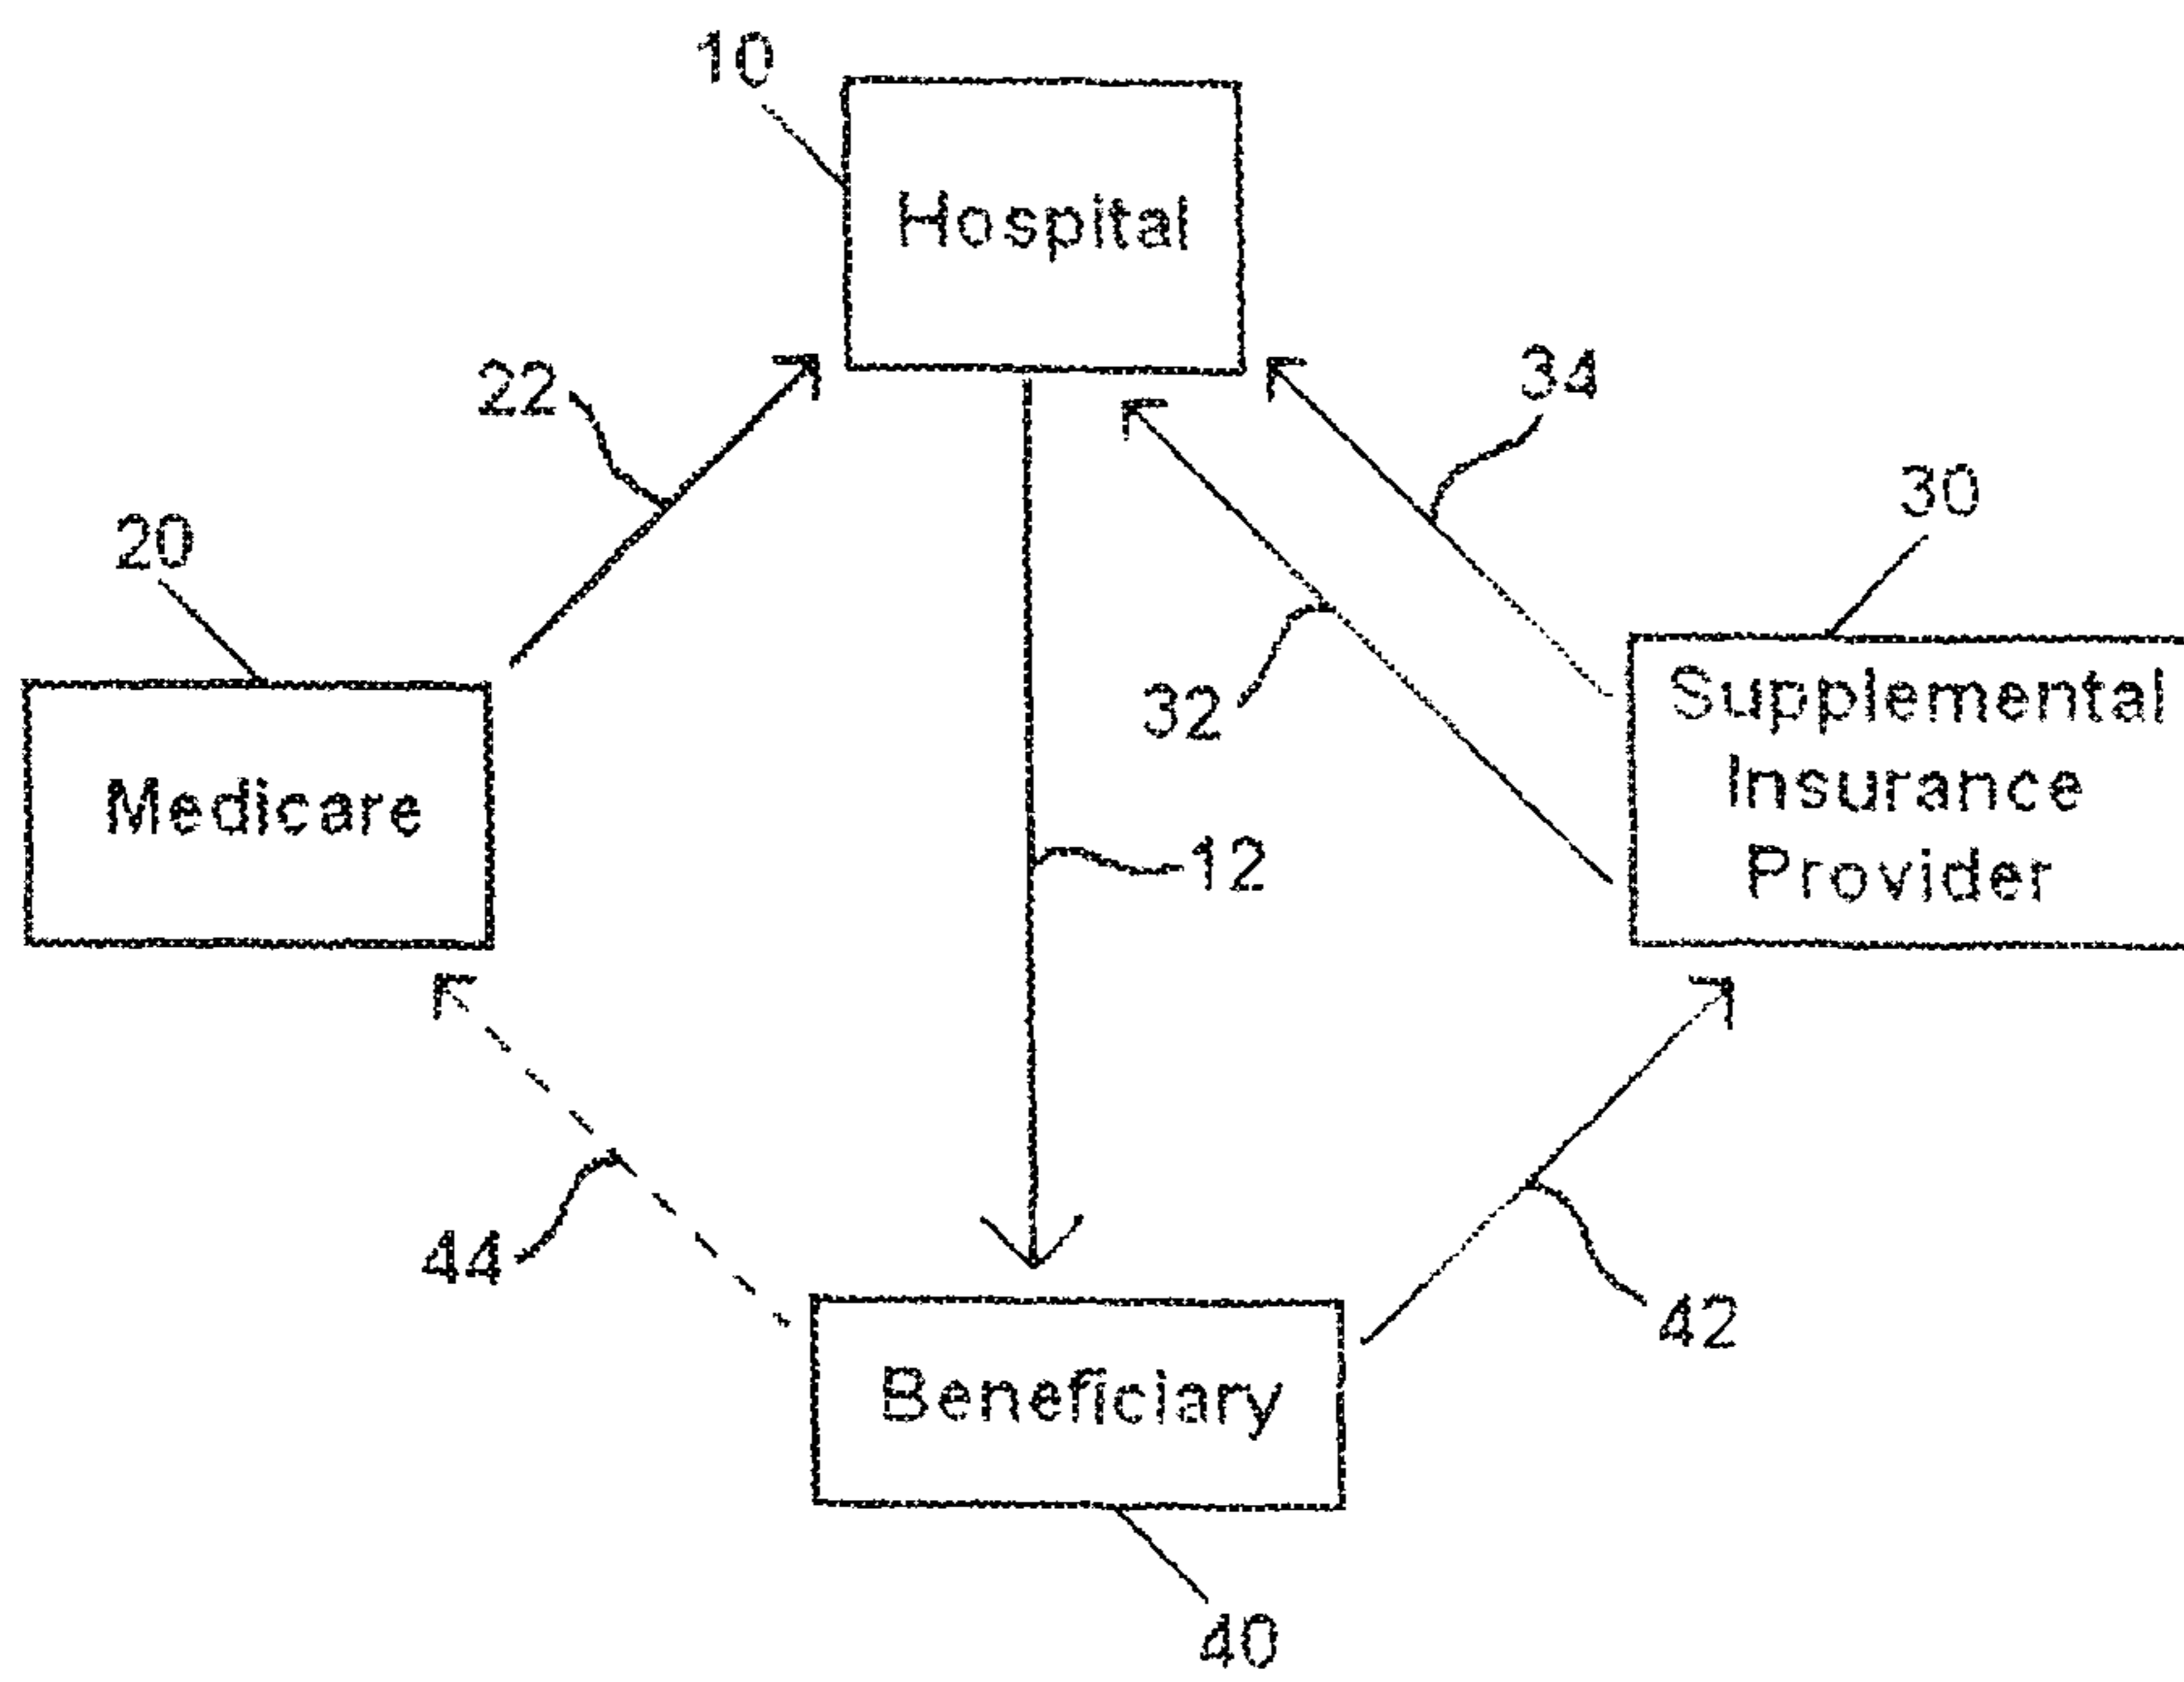 10
Hospital
22
34
20
30
32
Medicare
Supplemental
Insurance
Provider
12
44
42
Beneficiary
40